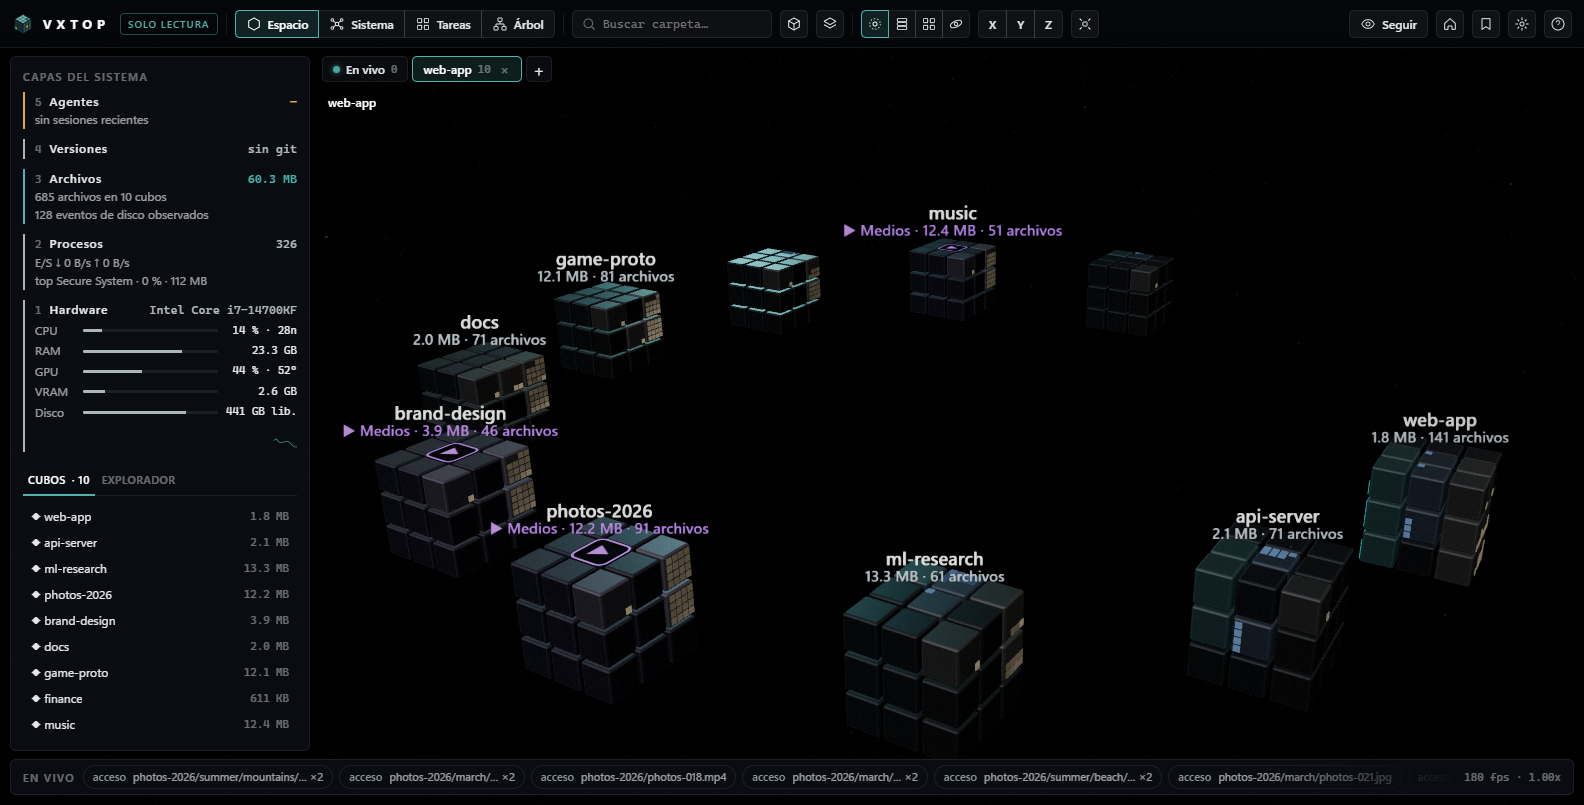 VXTOP SOLO LECTURA Espacio Sistema Tareas Árbol Buscar carpeta... X Y Z Seguir
CAPAS DEL SISTEMA
5 Agentes –
sin sesiones recientes
4 Versiones sin git
3 Archivos 60.3 MB
685 archivos en 10 cubos
128 eventos de disco observados
2 Procesos 326
E/S ↓ 0 B/s ↑ 0 B/s
top Secure System · 0 % · 112 MB
1 Hardware Intel Core i7-14700KF
CPU 14 % · 28n
RAM 23.3 GB
GPU 44 % · 52º
VRAM 2.6 GB
Disco 441 GB lib.
CUBOS · 10 EXPLORADOR
web-app 1.8 MB
api-server 2.1 MB
ml-research 13.3 MB
photos-2026 12.2 MB
brand-design 3.9 MB
docs 2.0 MB
game-proto 12.1 MB
finance 611 KB
music 12.4 MB
En vivo 0 web-app 10 × +
web-app
music
▶ Medios · 12.4 MB · 51 archivos
game-proto
12.1 MB · 81 archivos
docs
2.0 MB · 71 archivos
brand-design
▶ Medios · 3.9 MB · 46 archivos
web-app
1.8 MB · 141 archivos
photos-2026
▶ Medios · 12.2 MB · 91 archivos
api-server
2.1 MB · 71 archivos
ml-research
13.3 MB · 61 archivos
EN VIVO acceso photos-2026/summer/mountains/... ×2 acceso photos-2026/march/... ×2 acceso photos-2026/photos-018.mp4 acceso photos-2026/march/... ×2 acceso photos-2026/summer/beach/... ×2 acceso photos-2026/march/photos-021.jpg acceso 180 fps · 1.00x